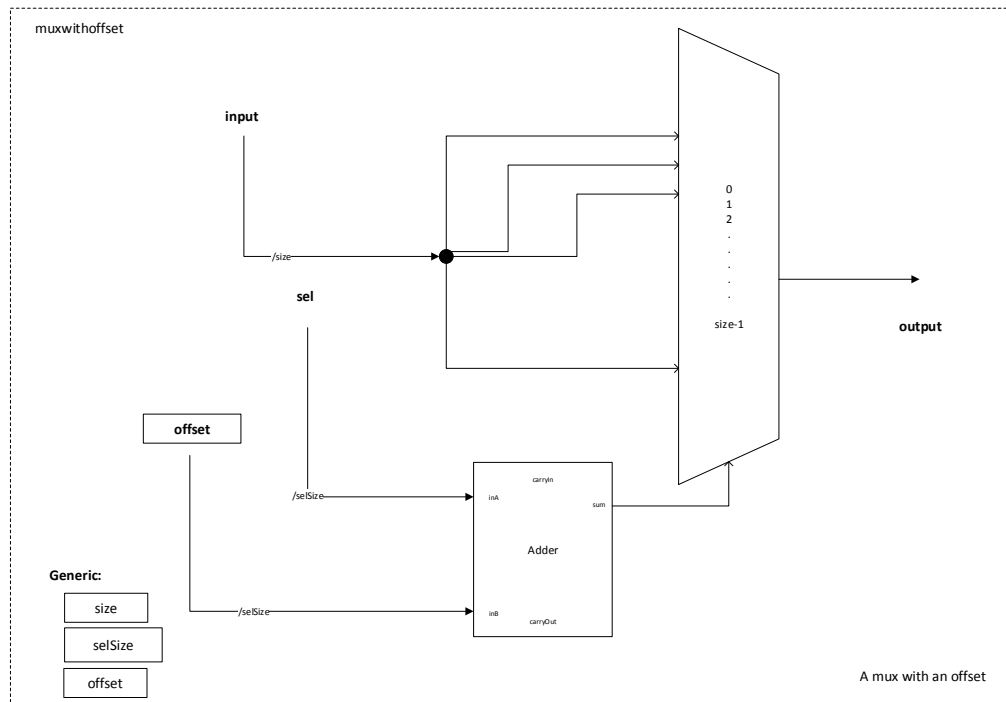 muxwithoffset
input
0
1
2
.
.
.
.
.
size-1
/size
sel
output
offset
/selSize
carryIn
inA
sum
Adder
/selSize
inB
carryOut
Generic:
size
selSize
offset
A mux with an offset